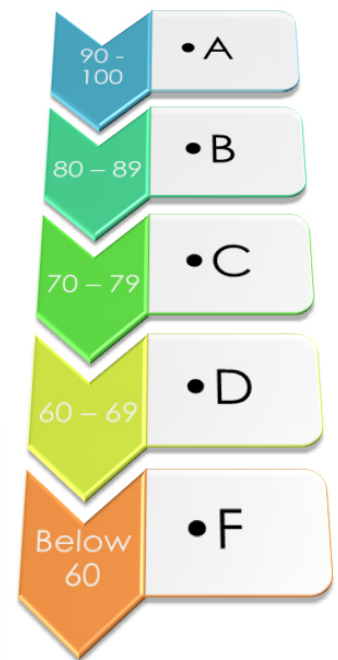 90 -
100
• A
80 – 89
• B
70 – 79
• C
60 – 69
• D
Below
60
• F